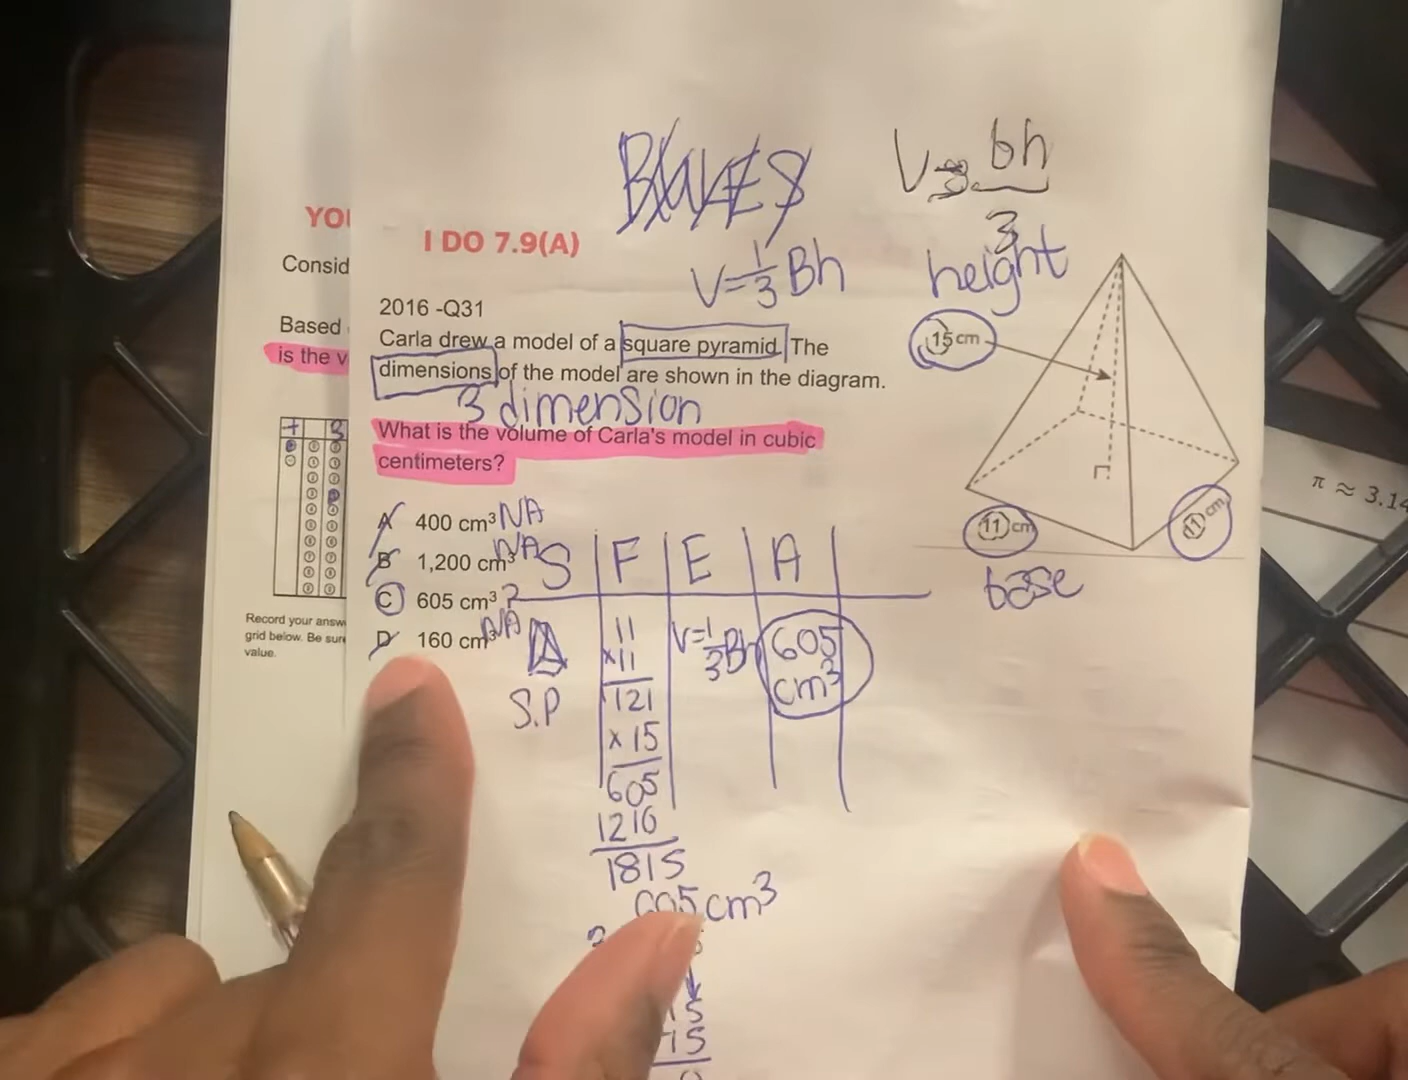 V = bh
3
I DO 7.9(A)
V=1/3 Bh
height
2016 -Q31
Carla drew a model of a square pyramid. The
dimensions of the model are shown in the diagram.
3 dimension
What is the volume of Carla's model in cubic
centimeters?
A 400 cm³ NA
B 1,200 cm³ NA
C 605 cm³ ?
D 160 cm³ NA
15 cm
11 cm
11 cm
base
S F E A
S.P
11
x11
121
x 15
605
1210
1815
605 cm³
15
15
V=1/3 Bh
605
cm³
YO
Consid
Based
is the v
+ 3
Record your answ
grid below. Be sur
value.
π ≈ 3.14